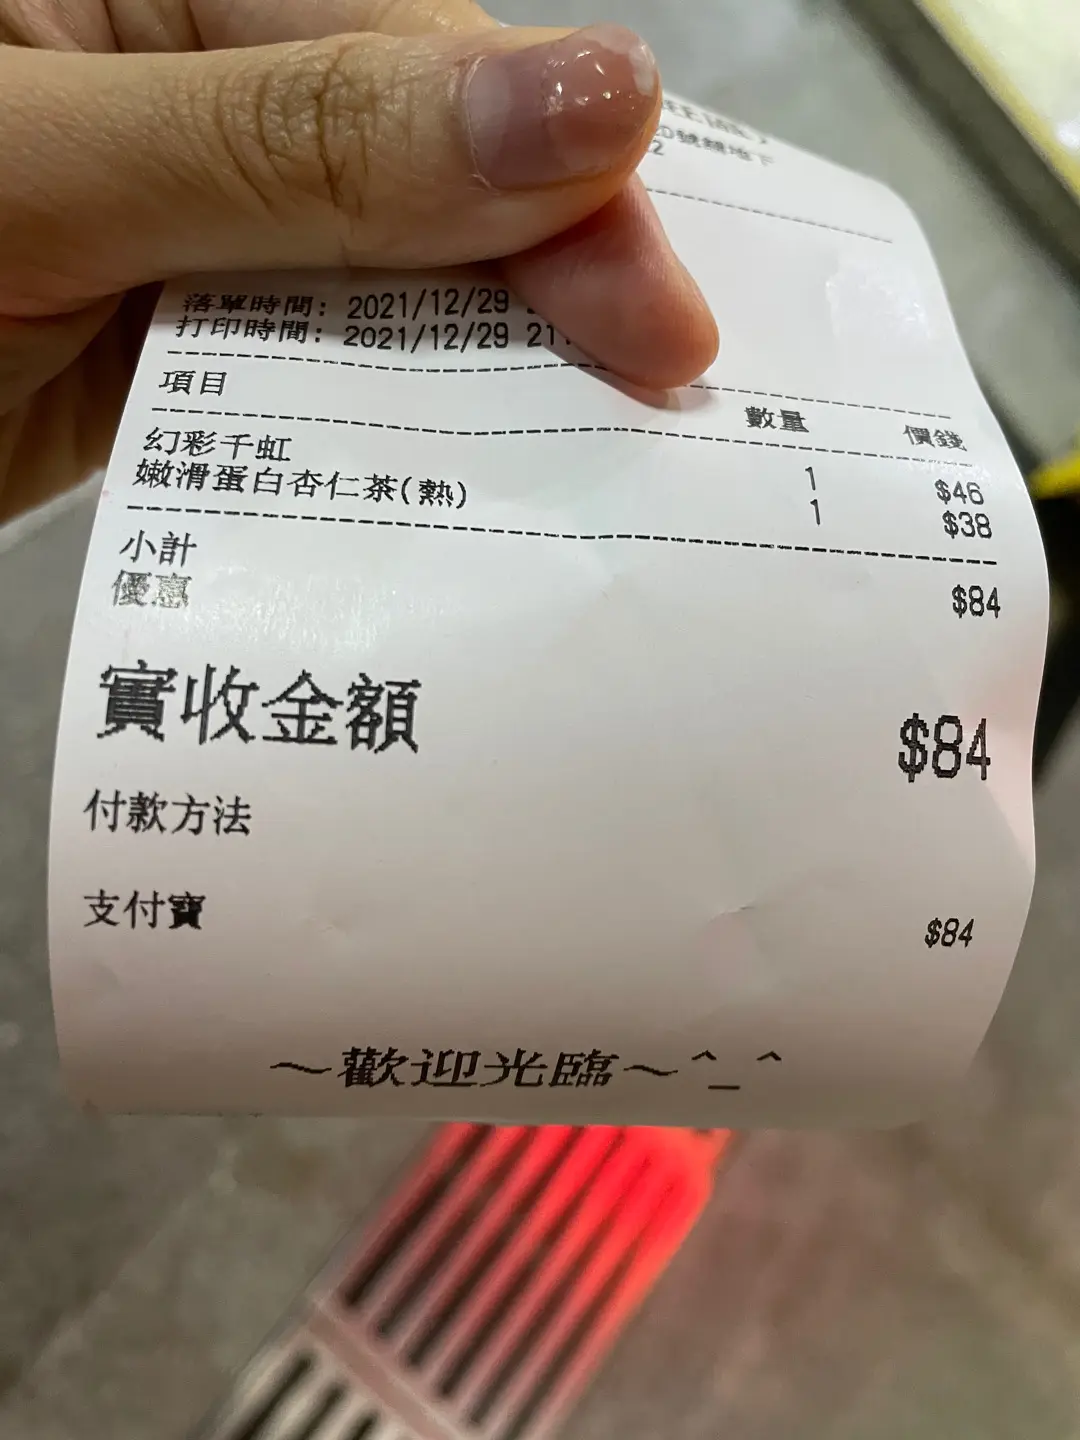 2
落單時間: 2021/12/29
打印時間: 2021/12/29 21
項目 數量 價錢
幻彩千虹 1 $46
嫩滑蛋白杏仁茶(熱) 1 $38
小計 $84
優惠
實收金額 $84
付款方法
支付寶 $84
~歡迎光臨~^_^